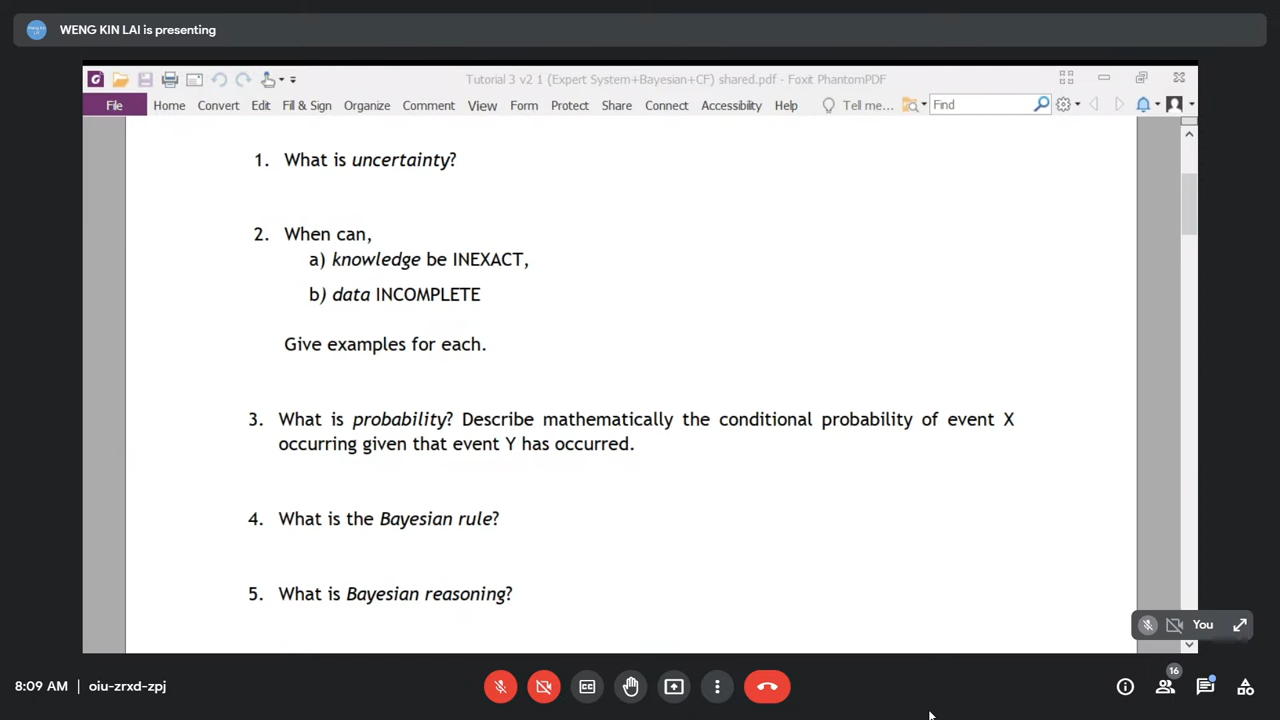 WENG KIN LAI is presenting
Tutorial 3 v2 1 (Expert System+Bayesian+CF) shared.pdf - Foxit PhantomPDF
File Home Convert Edit Fill & Sign Organize Comment View Form Protect Share Connect Accessibility Help Tell me... Find
1. What is uncertainty?
2. When can,
a) knowledge be INEXACT,
b) data INCOMPLETE
Give examples for each.
3. What is probability? Describe mathematically the conditional probability of event X
occurring given that event Y has occurred.
4. What is the Bayesian rule?
5. What is Bayesian reasoning?
You
16
8:09 AM | oiu-zrxd-zpj